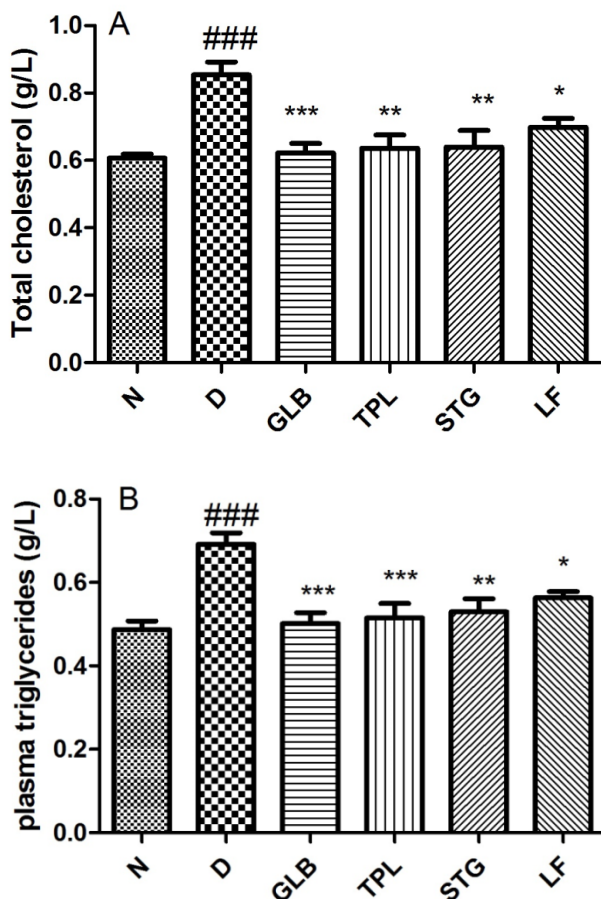 A
Total cholesterol (g/L)
1.0
0.8
0.6
0.4
0.2
0.0
###
***
**
**
*
N
D
GLB
TPL
STG
LF
B
plasma triglycerides (g/L)
0.8
0.6
0.4
0.2
0.0
###
***
***
**
*
N
D
GLB
TPL
STG
LF